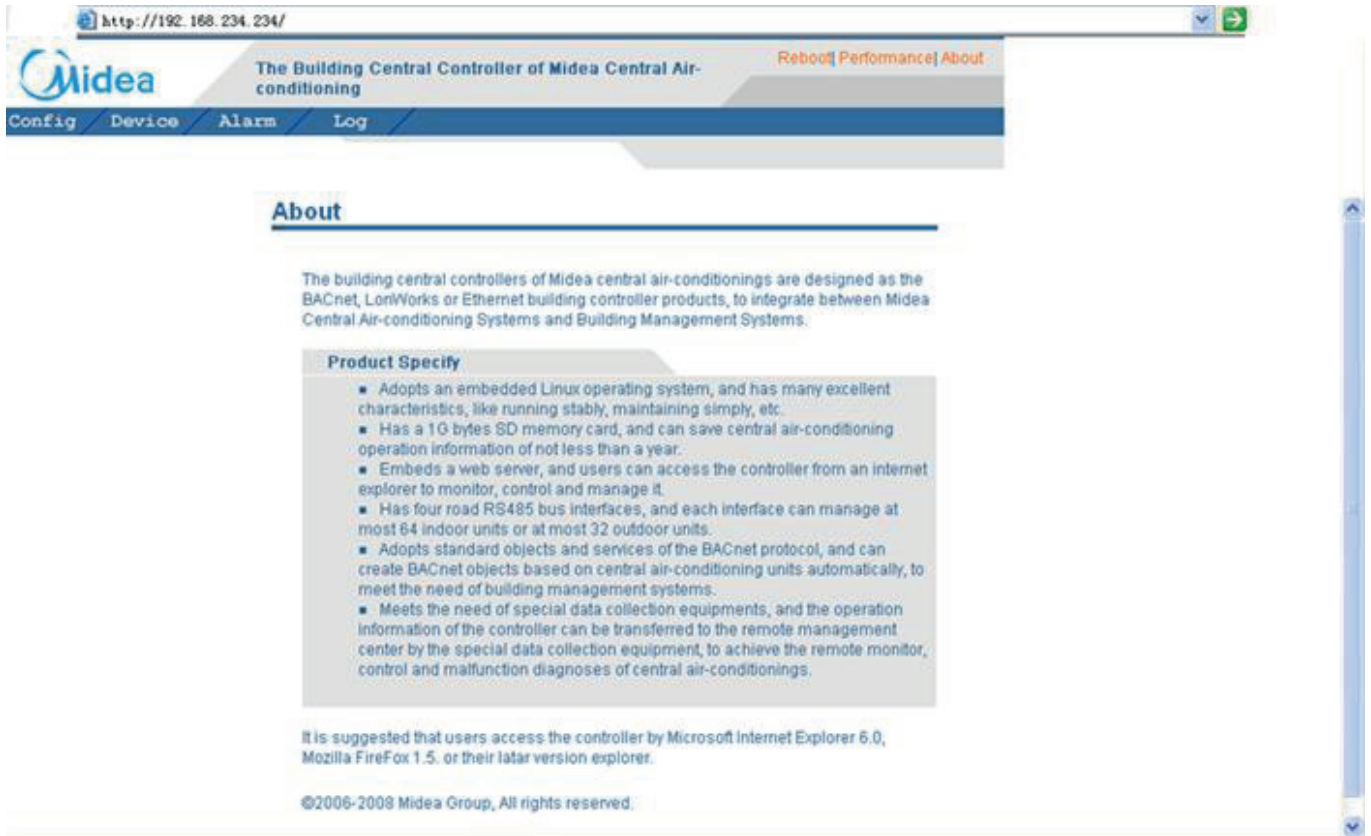 http://192.168.234.234/
Midea
The Building Central Controller of Midea Central Air-
conditioning
Reboot| Performance| About
Config Device Alarm Log
About
The building central controllers of Midea central air-conditionings are designed as the
BACnet, LonWorks or Ethernet building controller products, to integrate between Midea
Central Air-conditioning Systems and Building Management Systems.
Product Specify
▪ Adopts an embedded Linux operating system, and has many excellent
characteristics, like running stably, maintaining simply, etc.
▪ Has a 1G bytes SD memory card, and can save central air-conditioning
operation information of not less than a year.
▪ Embeds a web server, and users can access the controller from an internet
explorer to monitor, control and manage it.
▪ Has four road RS485 bus interfaces, and each interface can manage at
most 64 indoor units or at most 32 outdoor units.
▪ Adopts standard objects and services of the BACnet protocol, and can
create BACnet objects based on central air-conditioning units automatically, to
meet the need of building management systems.
▪ Meets the need of special data collection equipments, and the operation
information of the controller can be transferred to the remote management
center by the special data collection equipment, to achieve the remote monitor,
control and malfunction diagnoses of central air-conditionings.
It is suggested that users access the controller by Microsoft Internet Explorer 6.0,
Mozilla FireFox 1.5. or their latar version explorer.
©2006-2008 Midea Group, All rights reserved.